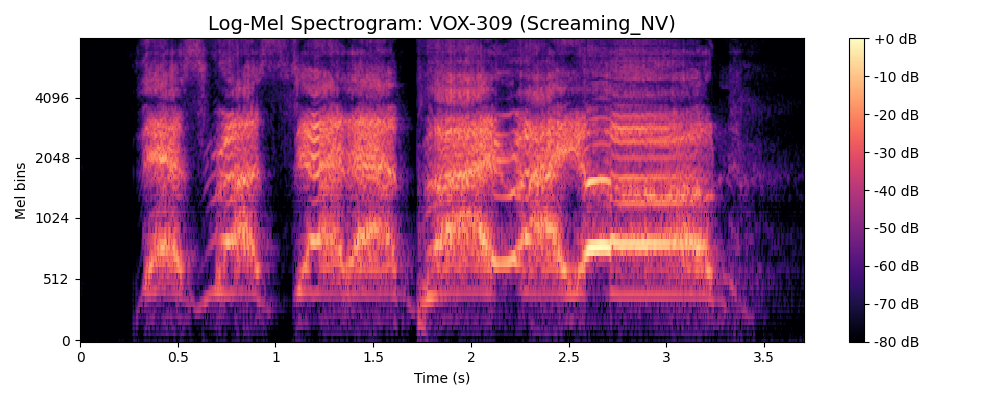 Log-Mel Spectrogram: VOX-309 (Screaming_NV)
Mel bins
4096
2048
1024
512
0
0 0.5 1 1.5 2 2.5 3 3.5
Time (s)
+0 dB
-10 dB
-20 dB
-30 dB
-40 dB
-50 dB
-60 dB
-70 dB
-80 dB